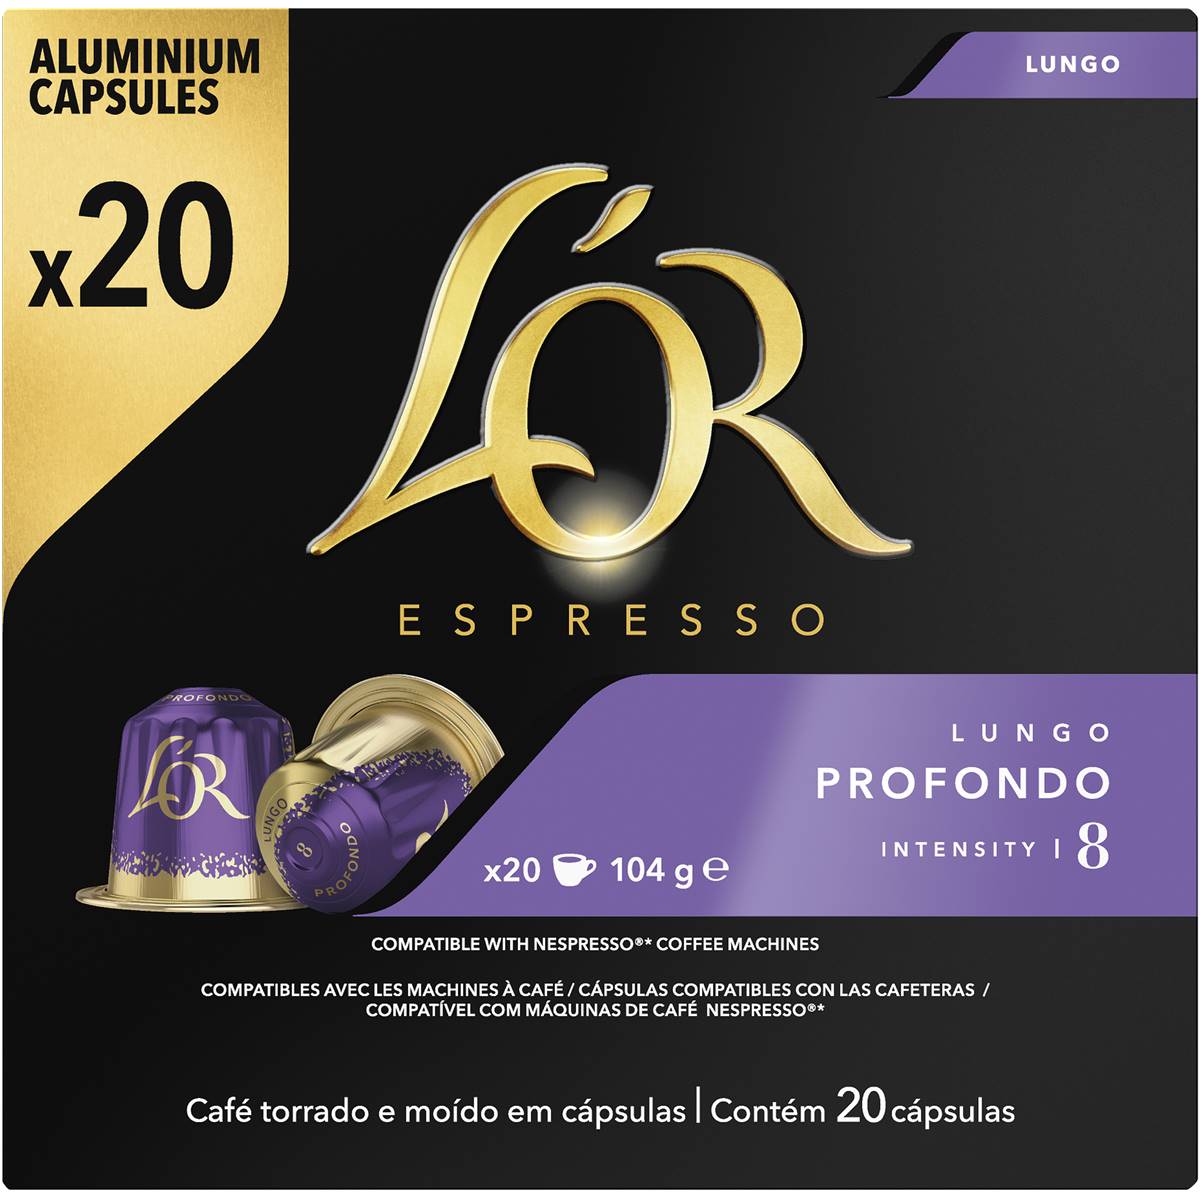 ALUMINIUM
CAPSULES
x20
LUNGO
L'OR
ESPRESSO
PROFONDO
L'OR
LUNGO
8
PROFONDO
LUNGO
PROFONDO
INTENSITY | 8
x20 104 g ℮
COMPATIBLE WITH NESPRESSO®* COFFEE MACHINES
COMPATIBLES AVEC LES MACHINES À CAFÉ / CÁPSULAS COMPATIBLES CON LAS CAFETERAS /
COMPATÍVEL COM MÁQUINAS DE CAFÉ NESPRESSO®*
Café torrado e moído em cápsulas | Contém 20 cápsulas